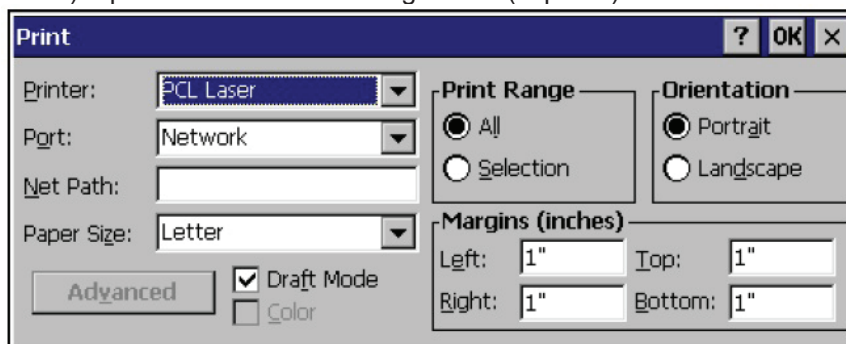 Print ? OK ×
Printer: PCL Laser
Port: Network
Net Path:
Paper Size: Letter
Advanced
Draft Mode
Color
Print Range
All
Selection
Orientation
Portrait
Landscape
Margins (inches)
Left: 1" Top: 1"
Right: 1" Bottom: 1"